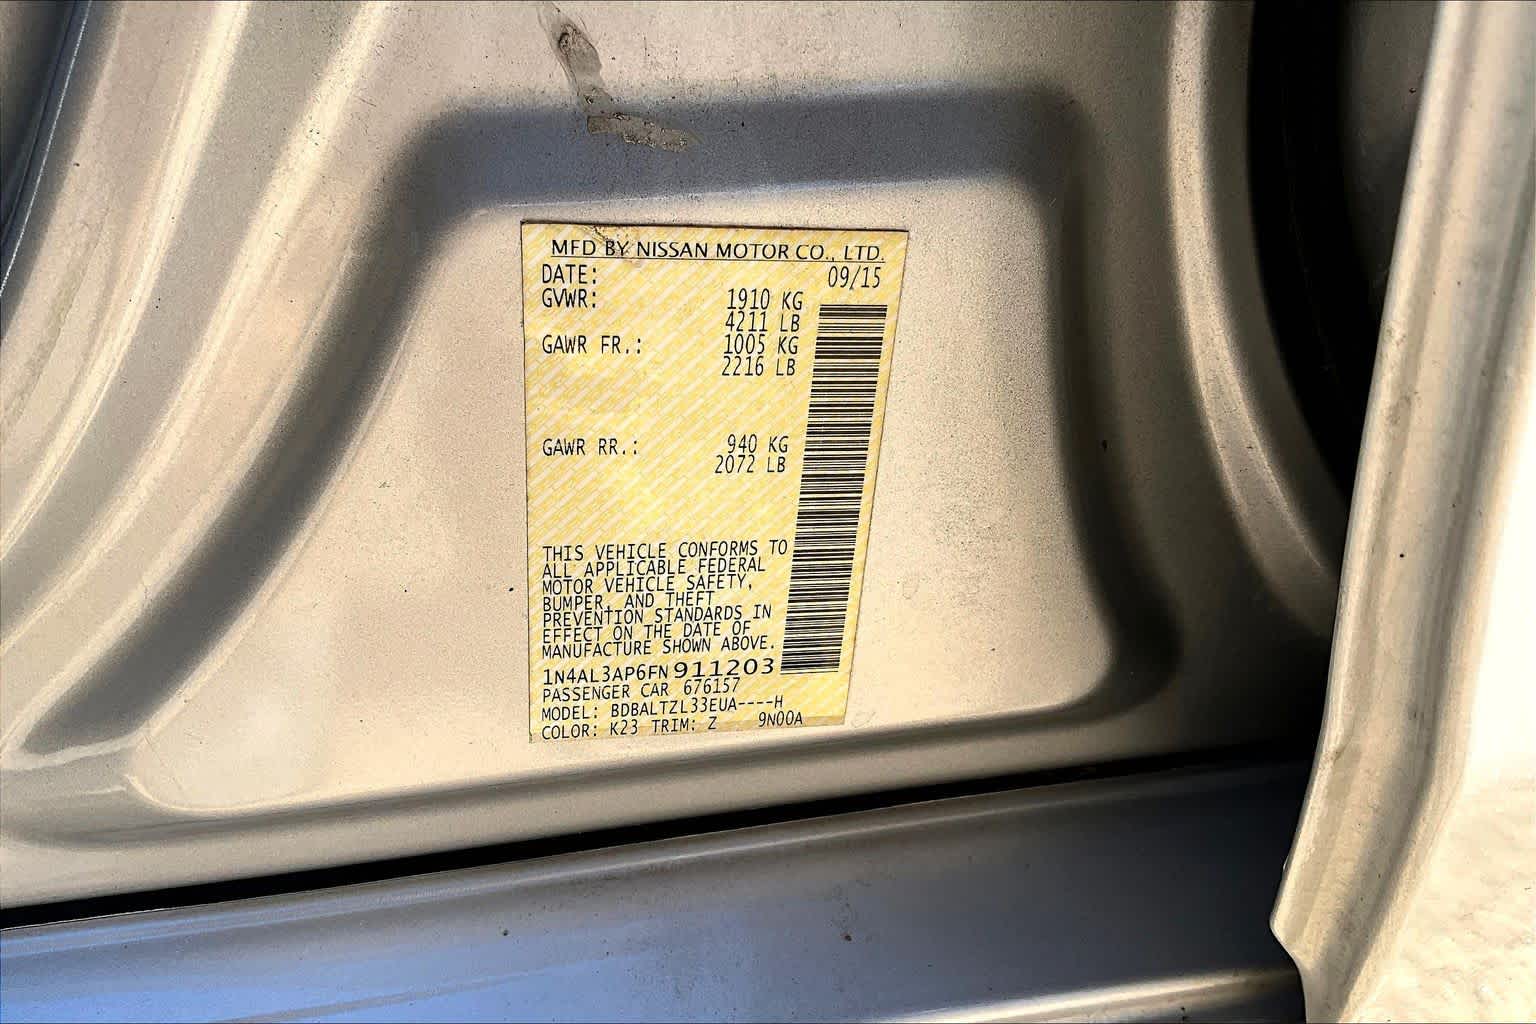 MFD BY NISSAN MOTOR CO., LTD.
DATE: 09/15
GVWR: 1910 KG
4211 LB
GAWR FR.: 1005 KG
2216 LB
GAWR RR.: 940 KG
2072 LB
THIS VEHICLE CONFORMS TO
ALL APPLICABLE FEDERAL
MOTOR VEHICLE SAFETY,
BUMPER, AND THEFT
PREVENTION STANDARDS IN
EFFECT ON THE DATE OF
MANUFACTURE SHOWN ABOVE.
1N4AL3AP6FN911203
PASSENGER CAR 676157
MODEL: BDBALTZL33EUA----H
COLOR: K23 TRIM: Z 9N00A